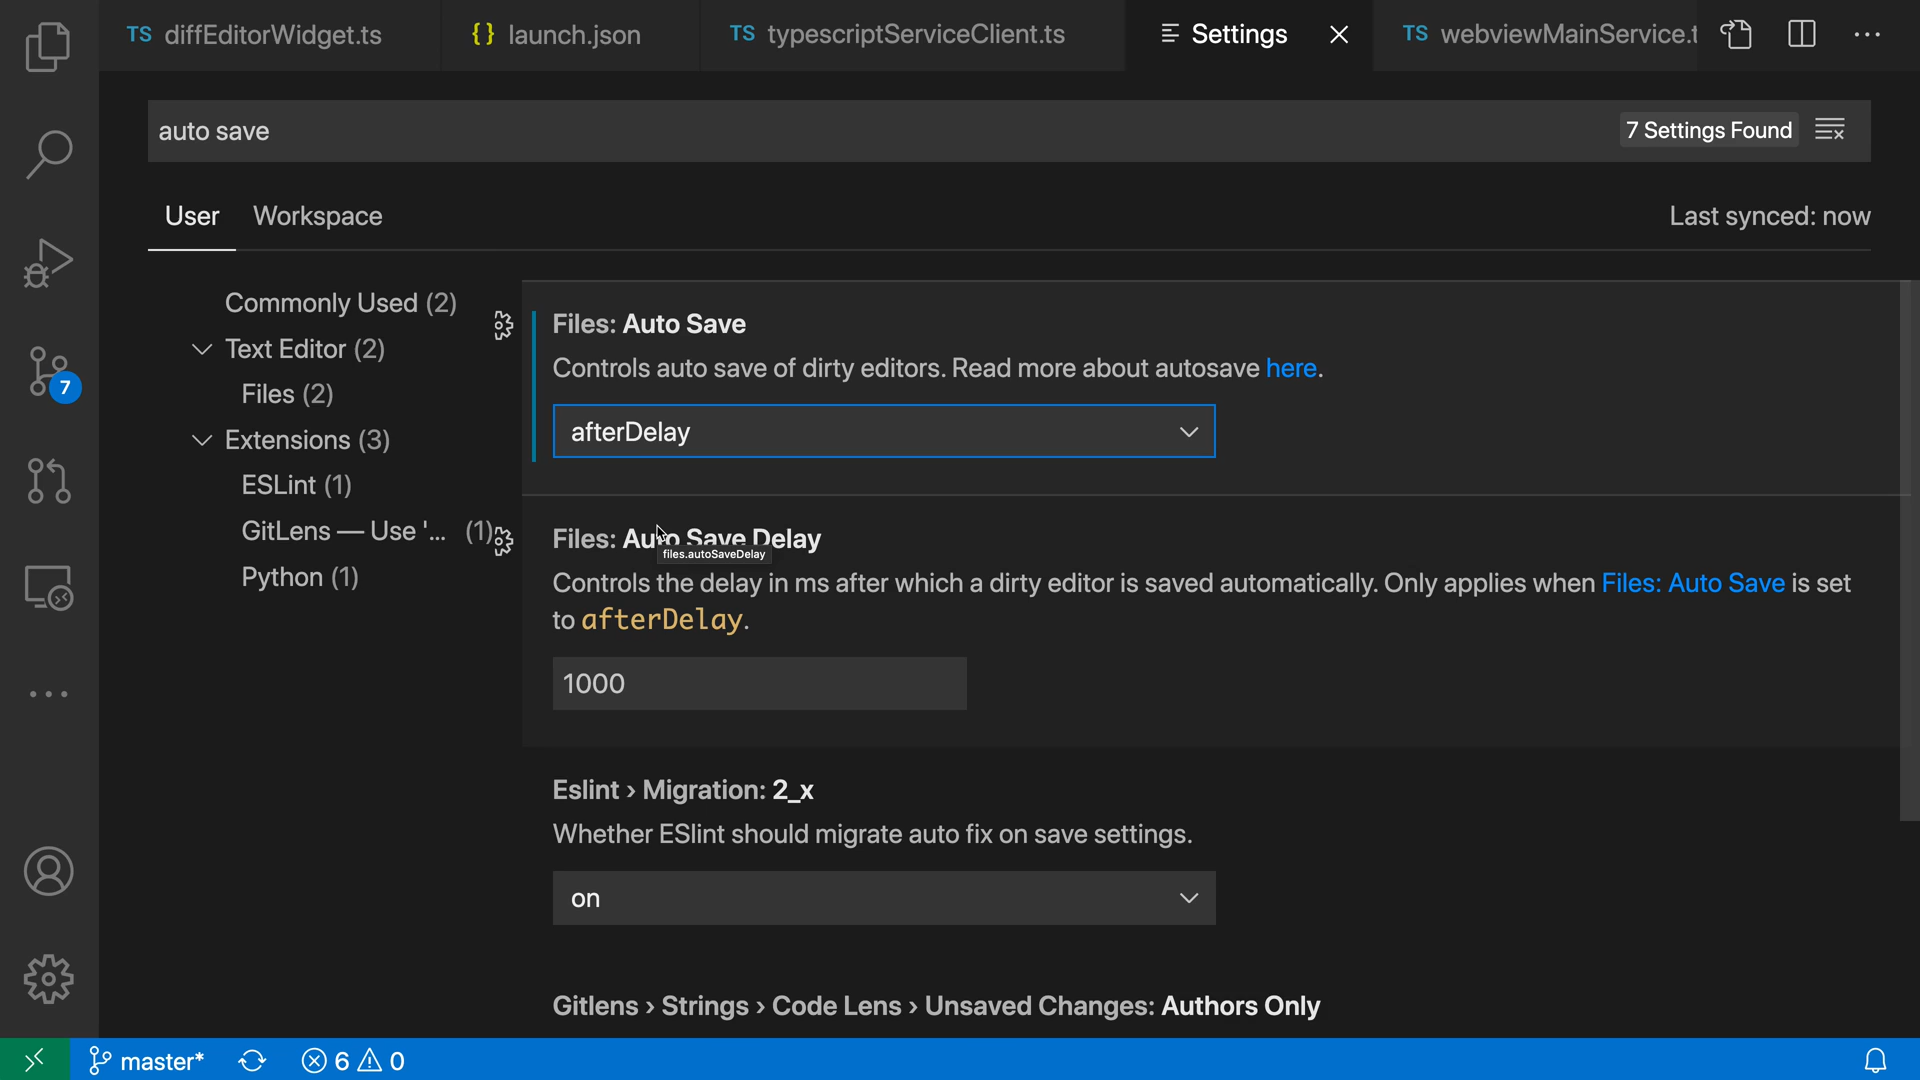 TS diffEditorWidget.ts {} launch.json TS typescriptServiceClient.ts Settings TS webviewMainService.t
auto save 7 Settings Found
User Workspace Last synced: now
Commonly Used (2)
Text Editor (2)
Files (2)
Extensions (3)
ESLint (1)
GitLens — Use '... (1)
Python (1)
Files: Auto Save
Controls auto save of dirty editors. Read more about autosave here.
afterDelay
Files: Auto Save Delay
files.autoSaveDelay
Controls the delay in ms after which a dirty editor is saved automatically. Only applies when Files: Auto Save is set
to afterDelay.
1000
Eslint › Migration: 2_x
Whether ESlint should migrate auto fix on save settings.
on
Gitlens › Strings › Code Lens › Unsaved Changes: Authors Only
7
master* 6 0